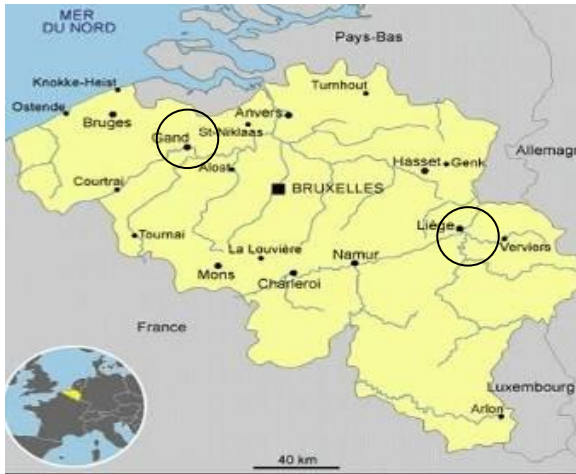 MER
DU NORD
Pays-Bas
Knokke-Heist
Turnhout
Ostende
Bruges
Anvers
St-Niklaas
Gand
Allemagn
Hasset
Genk
Alost
Courtrai
BRUXELLES
Liège
Tournai
Verviers
La Louvière
Namur
Mons
Charleroi
France
Luxembourg
Arlon
40 km